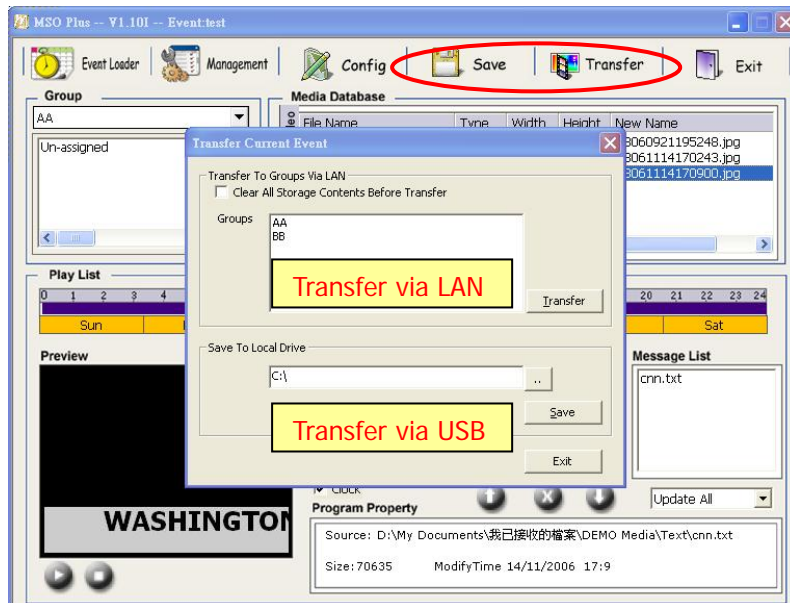 MSO Plus -- V1.10I -- Event:test
Event Loader Management Config Save Transfer Exit
Group
AA
Un-assigned
Media Database
File Name Type Width Height New Name
8060921195248.jpg
8061114170243.jpg
8061114170900.jpg
Transfer Current Event
Transfer To Groups Via LAN
Clear All Storage Contents Before Transfer
Groups
AA
BB
Transfer via LAN
Transfer
Save To Local Drive
C:\
..
Save
Transfer via USB
Exit
Play List
0 1 2 3 4 20 21 22 23 24
Sun Sat
Preview
WASHINGTON
Message List
cnn.txt
Clock
Update All
Program Property
Source: D:\My Documents\我已接收的檔案\DEMO Media\Text\cnn.txt
Size:70635 ModifyTime 14/11/2006 17:9